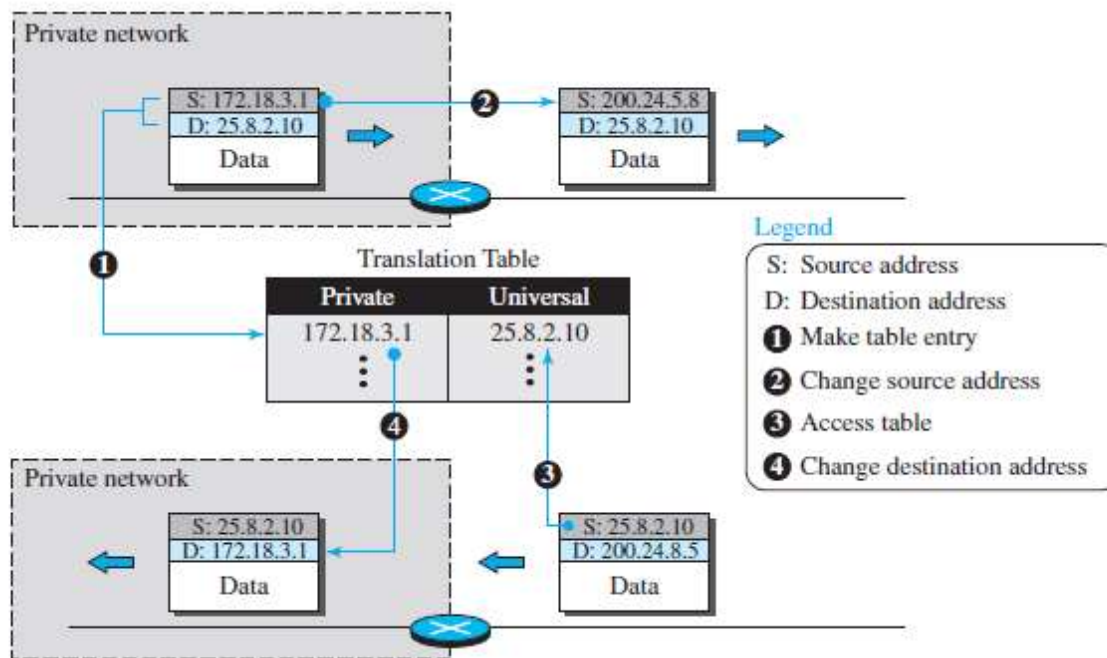 Private network
S: 172.18.3.1
D: 25.8.2.10
Data
2
S: 200.24.5.8
D: 25.8.2.10
Data
1
Translation Table
Private Universal
172.18.3.1 25.8.2.10
Legend
S: Source address
D: Destination address
1 Make table entry
2 Change source address
3 Access table
4 Change destination address
4
3
Private network
S: 25.8.2.10
D: 172.18.3.1
Data
S: 25.8.2.10
D: 200.24.8.5
Data